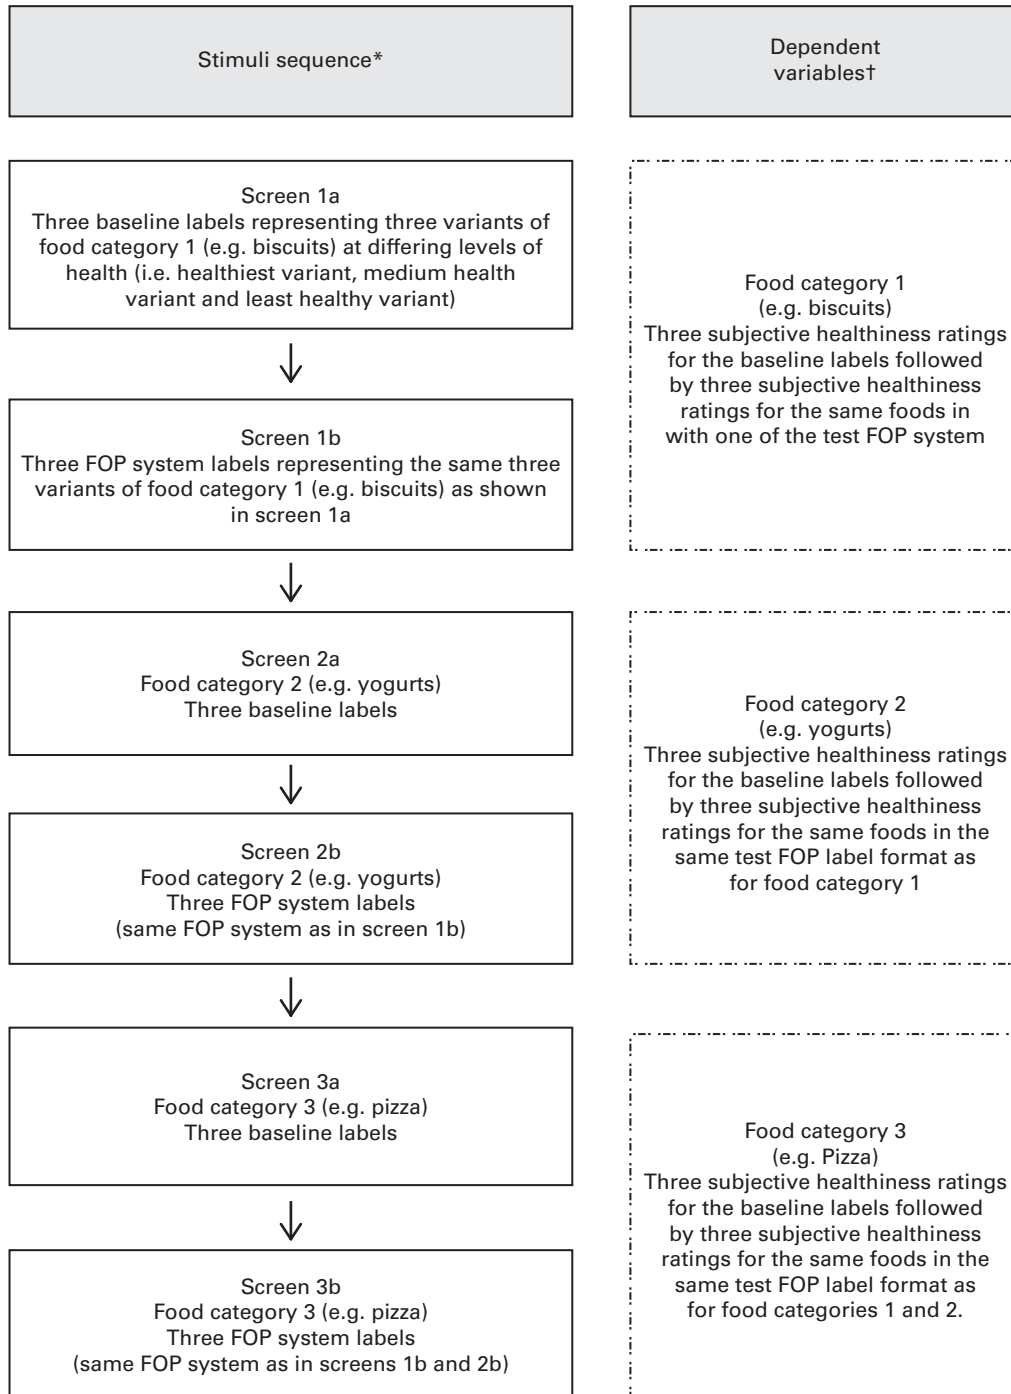 Stimuli sequence*
Dependent
variables†
Screen 1a
Three baseline labels representing three variants of
food category 1 (e.g. biscuits) at differing levels of
health (i.e. healthiest variant, medium health
variant and least healthy variant)
Screen 1b
Three FOP system labels representing the same three
variants of food category 1 (e.g. biscuits) as shown
in screen 1a
Food category 1
(e.g. biscuits)
Three subjective healthiness ratings
for the baseline labels followed
by three subjective healthiness
ratings for the same foods in
with one of the test FOP system
Screen 2a
Food category 2 (e.g. yogurts)
Three baseline labels
Screen 2b
Food category 2 (e.g. yogurts)
Three FOP system labels
(same FOP system as in screen 1b)
Food category 2
(e.g. yogurts)
Three subjective healthiness ratings
for the baseline labels followed
by three subjective healthiness
ratings for the same foods in the
same test FOP label format as
for food category 1
Screen 3a
Food category 3 (e.g. pizza)
Three baseline labels
Screen 3b
Food category 3 (e.g. pizza)
Three FOP system labels
(same FOP system as in screens 1b and 2b)
Food category 3
(e.g. Pizza)
Three subjective healthiness ratings
for the baseline labels followed
by three subjective healthiness
ratings for the same foods in the
same test FOP label format as
for food categories 1 and 2.